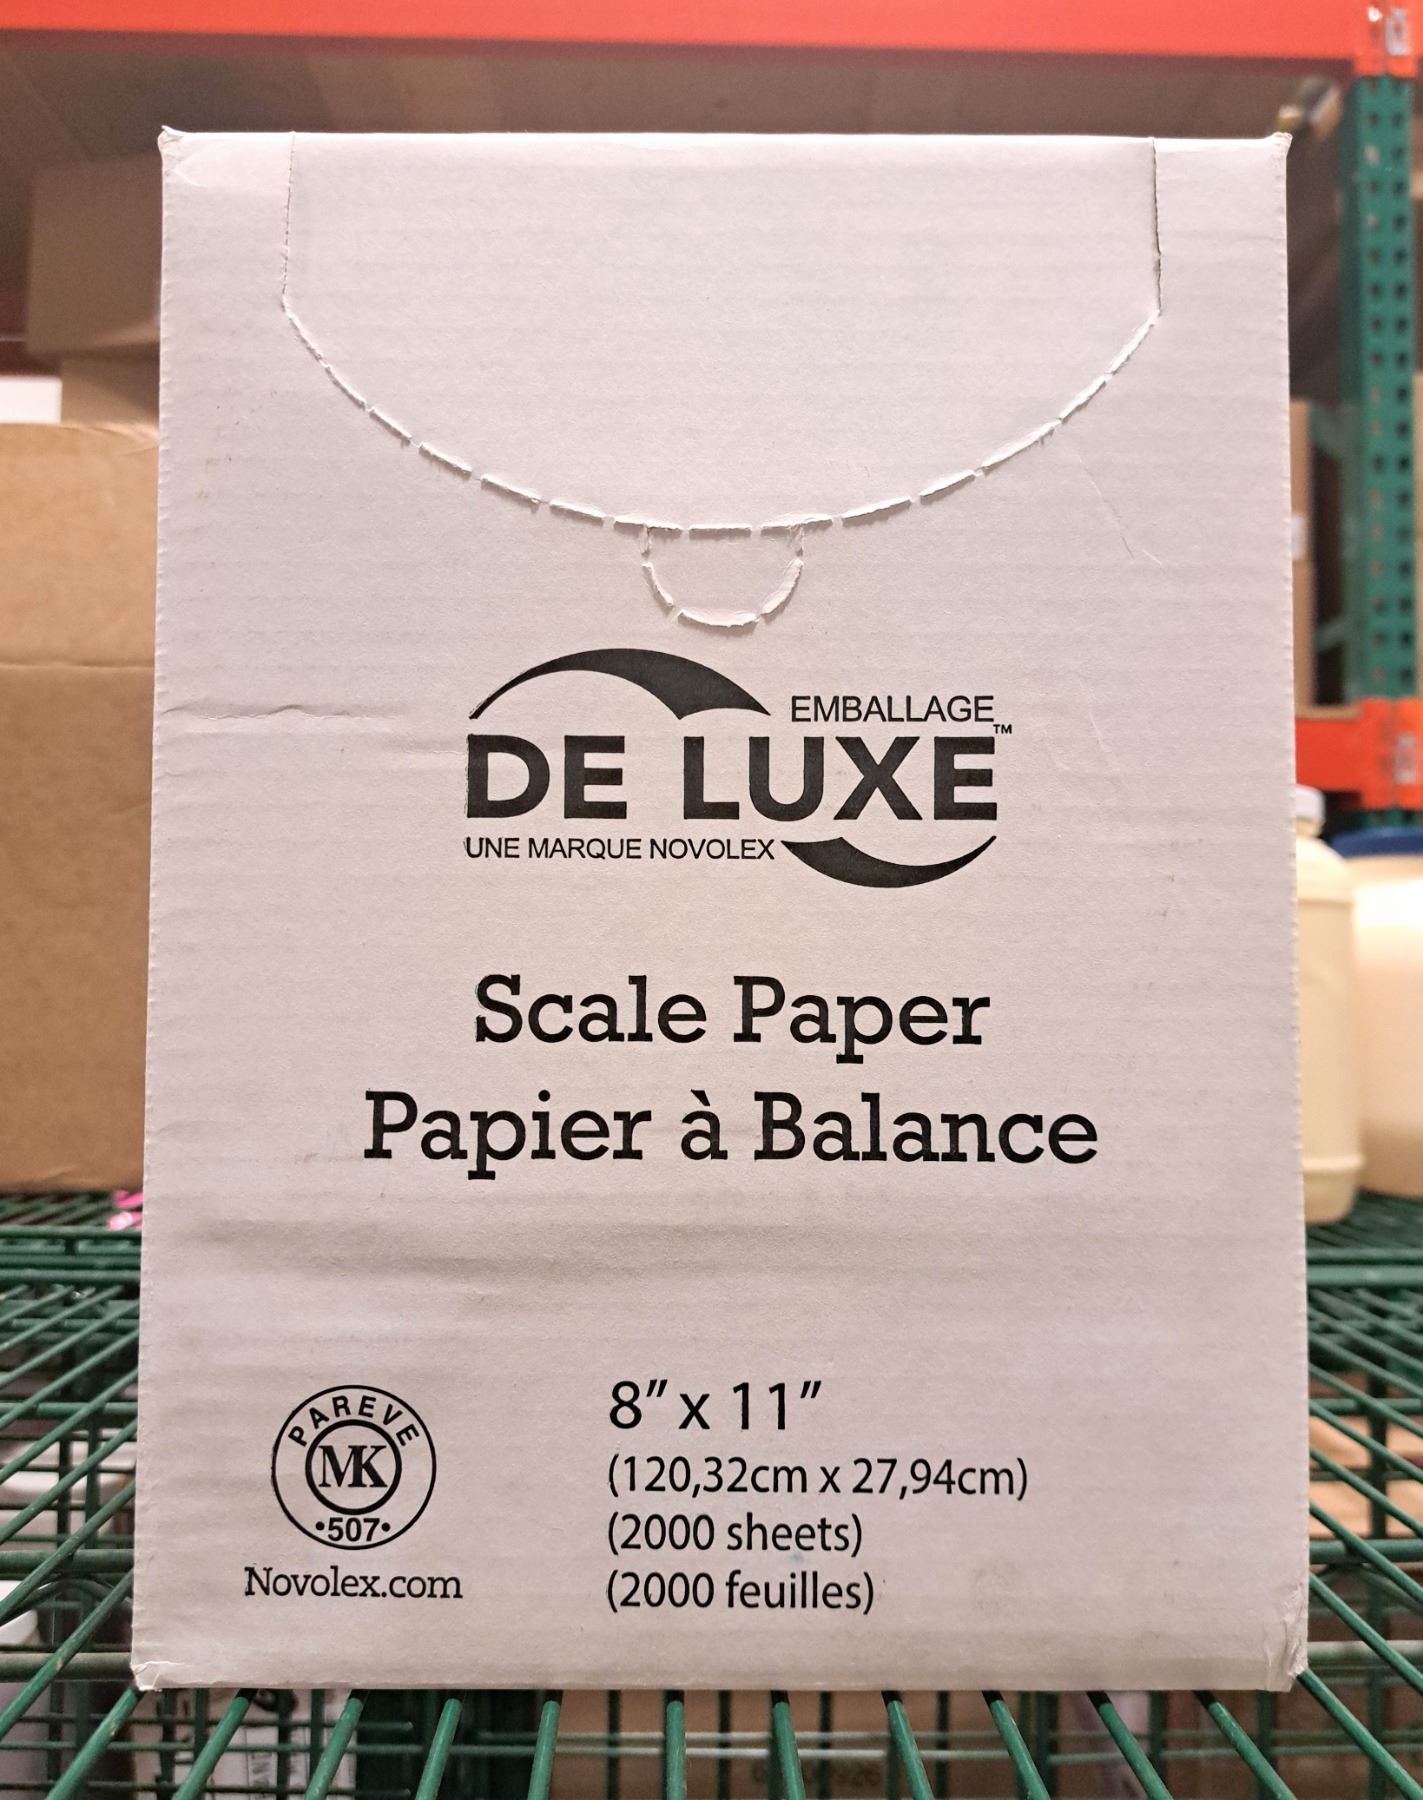 EMBALLAGE
DE LUXE™
UNE MARQUE NOVOLEX
Scale Paper
Papier à Balance
PAREVE
MK
•507•
Novolex.com
8” x 11”
(120,32cm x 27,94cm)
(2000 sheets)
(2000 feuilles)